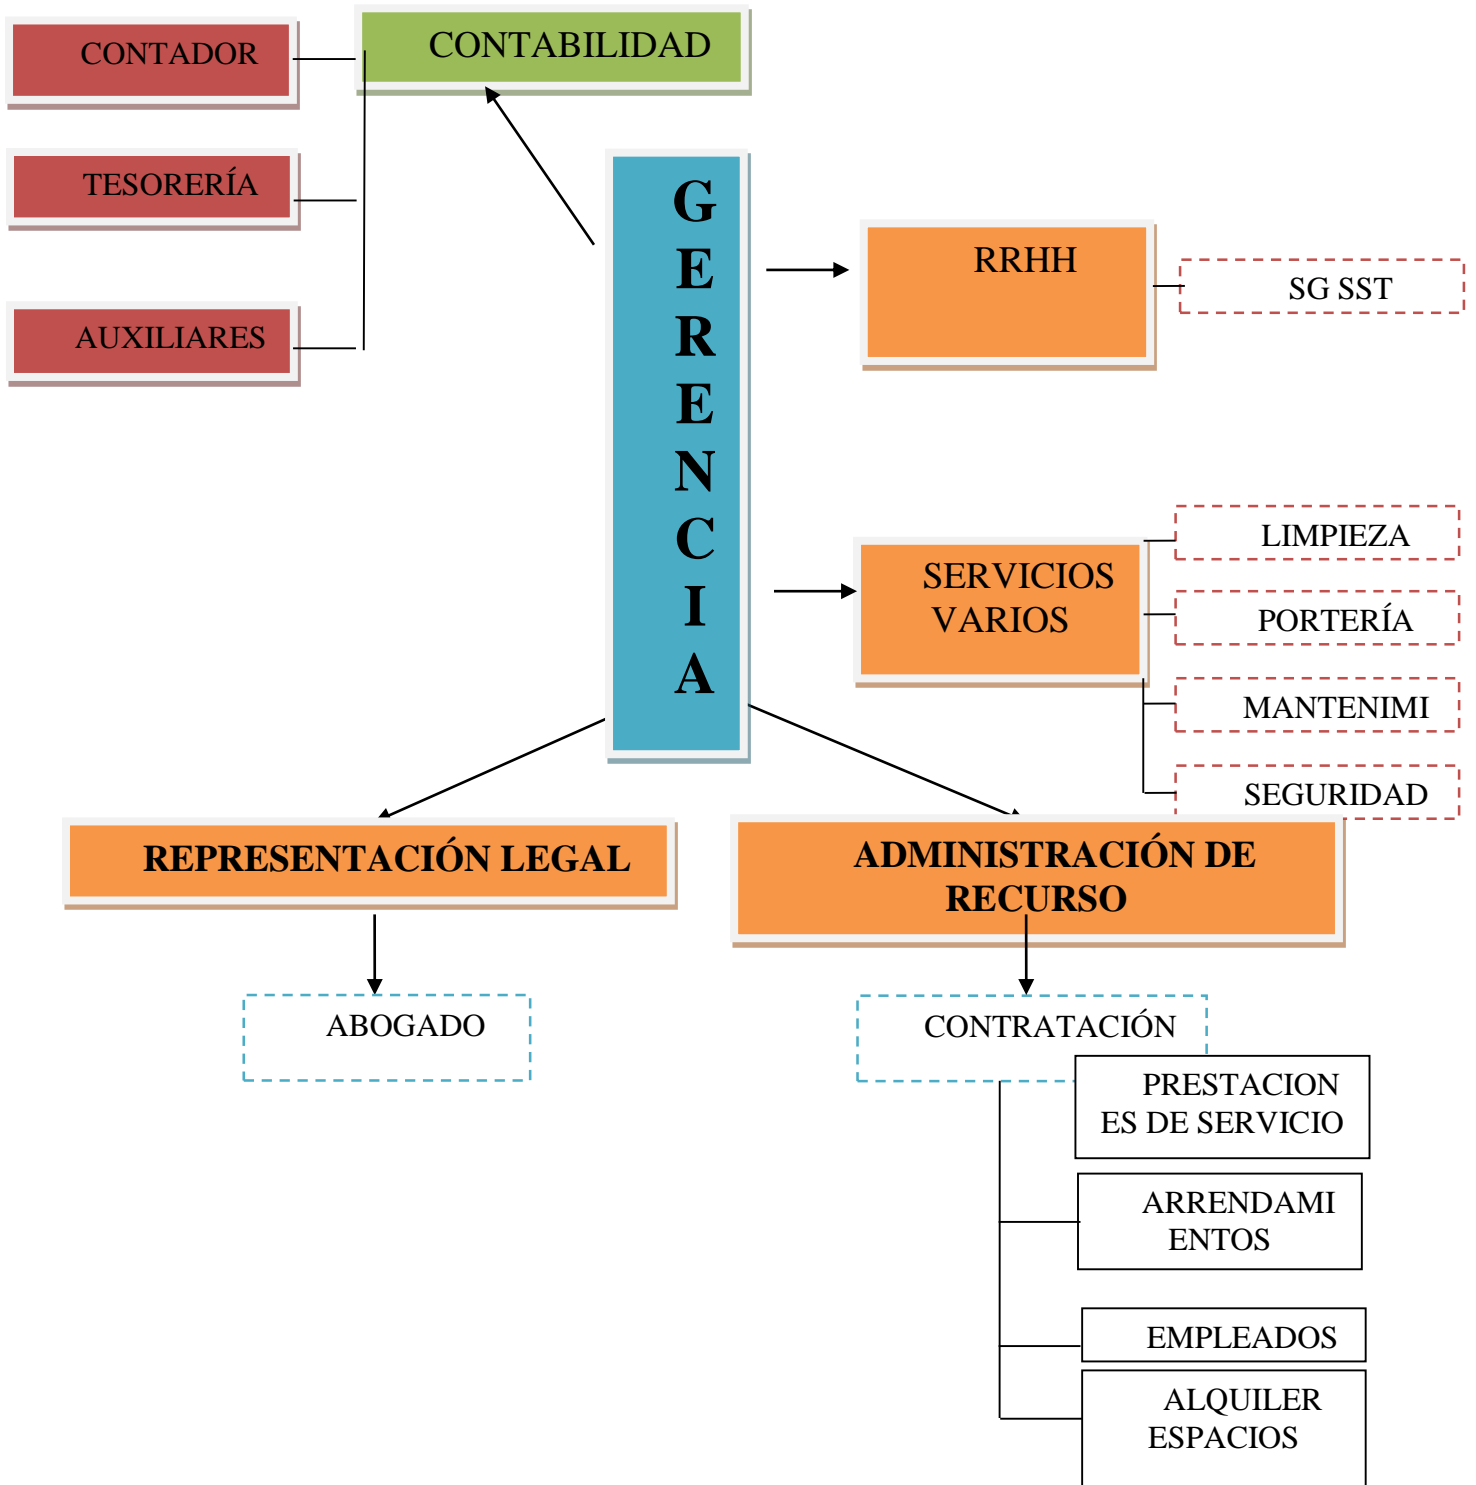 CONTADOR
CONTABILIDAD
TESORERÍA
AUXILIARES
G
E
R
E
N
C
I
A
RRHH
SG SST
SERVICIOS
VARIOS
LIMPIEZA
PORTERÍA
MANTENIMI
SEGURIDAD
REPRESENTACIÓN LEGAL
ABOGADO
ADMINISTRACIÓN DE
RECURSO
CONTRATACIÓN
PRESTACION
ES DE SERVICIO
ARRENDAMI
ENTOS
EMPLEADOS
ALQUILER
ESPACIOS